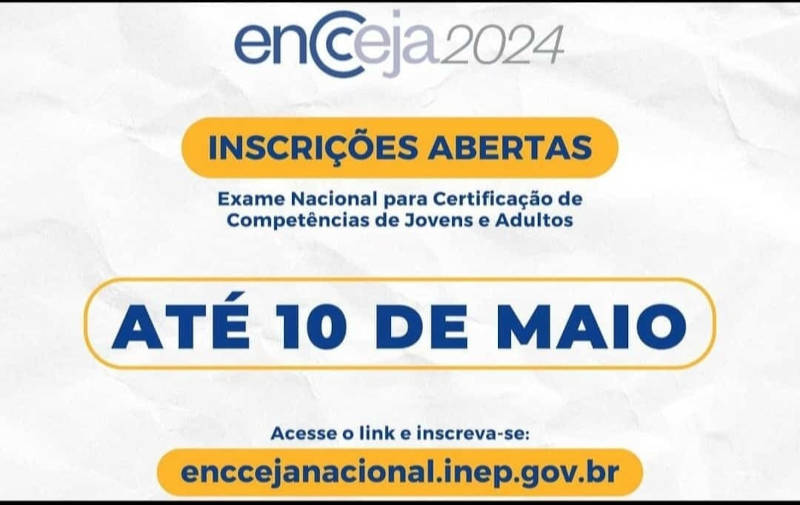 encceja2024
INSCRIÇÕES ABERTAS
Exame Nacional para Certificação de
Competências de Jovens e Adultos
ATÉ 10 DE MAIO
Acesse o link e inscreva-se:
enccejanacional.inep.gov.br